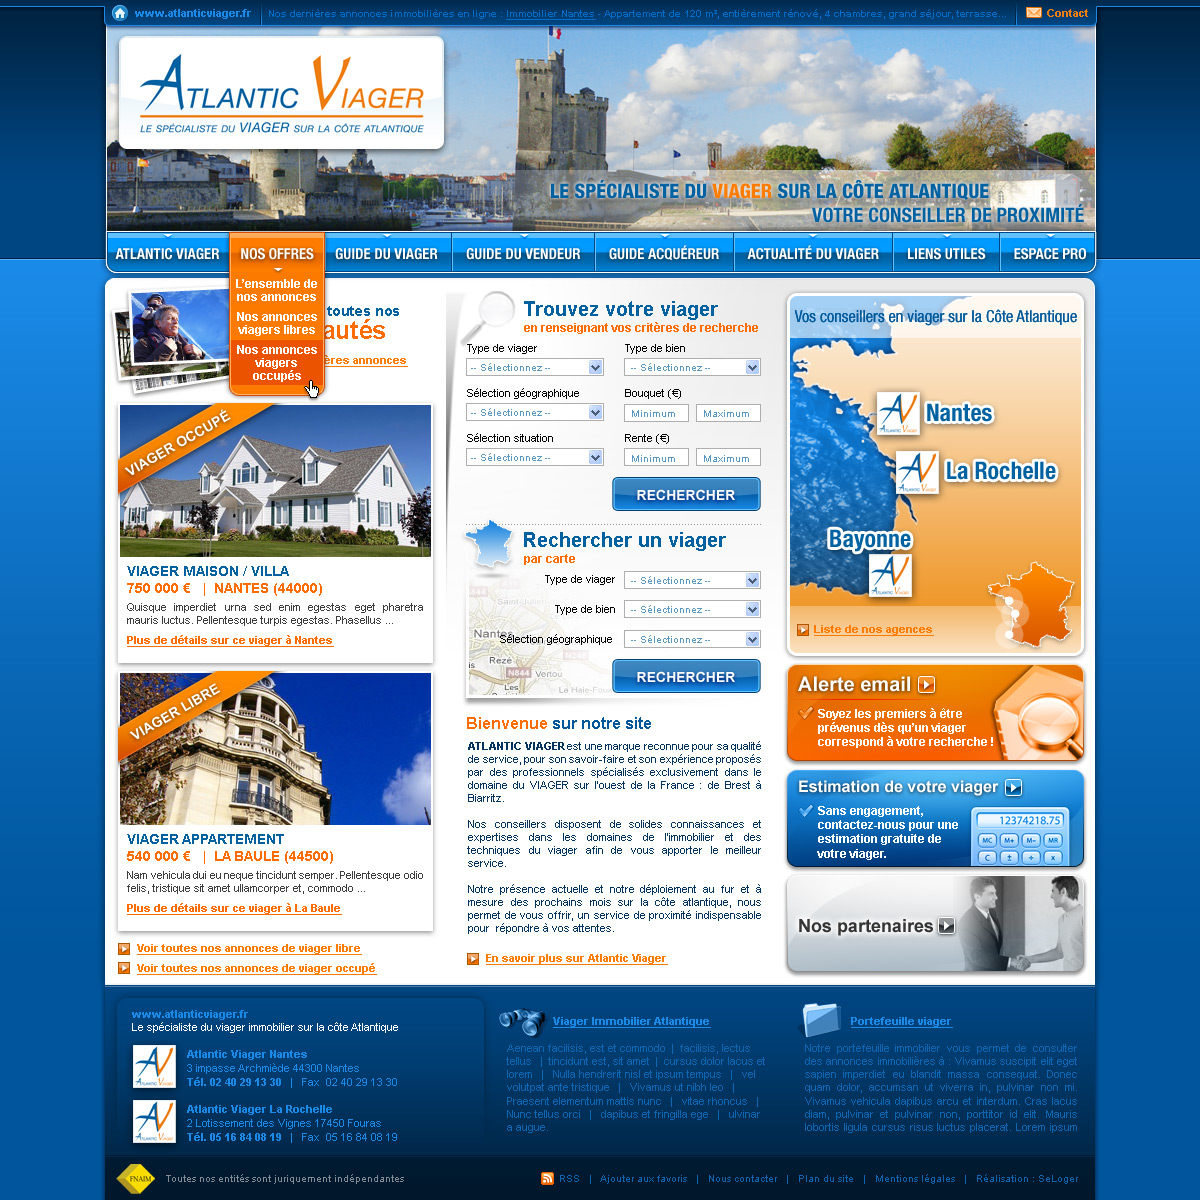 www.atlanticviager.fr
Nos dernières annonces immobilières en ligne : Immobilier Nantes - Appartement de 120 m², entièrement rénové, 4 chambres, grand séjour, terrasse...
Contact
ATLANTIC VIAGER
LE SPÉCIALISTE DU VIAGER SUR LA CÔTE ATLANTIQUE
LE SPÉCIALISTE DU VIAGER SUR LA CÔTE ATLANTIQUE
VOTRE CONSEILLER DE PROXIMITÉ
ATLANTIC VIAGER
NOS OFFRES
GUIDE DU VIAGER
GUIDE DU VENDEUR
GUIDE ACQUÉREUR
ACTUALITÉ DU VIAGER
LIENS UTILES
ESPACE PRO
L'ensemble de
nos annonces
Nos annonces
viagers libres
Nos annonces
viagers
occupés
toutes nos
autés
ères annonces
VIAGER OCCUPÉ
VIAGER MAISON / VILLA
750 000 € | NANTES (44000)
Quisque imperdiet urna sed enim egestas eget pharetra
mauris luctus. Pellentesque turpis egestas. Phasellus ...
Plus de détails sur ce viager à Nantes
VIAGER LIBRE
VIAGER APPARTEMENT
540 000 € | LA BAULE (44500)
Nam vehicula dui eu neque tincidunt semper. Pellentesque odio
felis, tristique sit amet ullamcorper et, commodo ...
Plus de détails sur ce viager à La Baule
Voir toutes nos annonces de viager libre
Voir toutes nos annonces de viager occupé
Trouvez votre viager
en renseignant vos critères de recherche
Type de viager
Type de bien
-- Sélectionnez --
-- Sélectionnez --
Sélection géographique
Bouquet (€)
-- Sélectionnez --
Minimum
Maximum
Sélection situation
Rente (€)
-- Sélectionnez --
Minimum
Maximum
RECHERCHER
Rechercher un viager
par carte
Type de viager
-- Sélectionnez --
Type de bien
-- Sélectionnez --
Sélection géographique
-- Sélectionnez --
Saint-Julien
Nantes
Rezé
N249
N844
Vertou
Les
La Haie-Foua
RECHERCHER
Bienvenue sur notre site
ATLANTIC VIAGER est une marque reconnue pour sa qualité
de service, pour son savoir-faire et son expérience proposés
par des professionnels spécialisés exclusivement dans le
domaine du VIAGER sur l'ouest de la France : de Brest à
Biarritz.
Nos conseillers disposent de solides connaissances et
expertises dans les domaines de l'immobilier et des
techniques du viager afin de vous apporter le meilleur
service.
Notre présence actuelle et notre déploiement au fur et à
mesure des prochains mois sur la côte atlantique, nous
permet de vous offrir, un service de proximité indispensable
pour répondre à vos attentes.
En savoir plus sur Atlantic Viager
Vos conseillers en viager sur la Côte Atlantique
Nantes
La Rochelle
Bayonne
Liste de nos agences
Alerte email
Soyez les premiers à être
prévenus dès qu'un viager
correspond à votre recherche !
Estimation de votre viager
Sans engagement,
contactez-nous pour une
estimation gratuite de
votre viager.
12374218.75
MC M+ M- MR
C ± ÷ x
Nos partenaires
www.atlanticviager.fr
Le spécialiste du viager immobilier sur la côte Atlantique
Atlantic Viager Nantes
3 impasse Archmiède 44300 Nantes
Tél. 02 40 29 13 30 | Fax 02 40 29 13 30
Atlantic Viager La Rochelle
2 Lotissement des Vignes 17450 Fouras
Tél. 05 16 84 08 19 | Fax 05 16 84 08 19
Viager Immobilier Atlantique
Aenean facilisis, est et commodo | facilisis, lectus
tellus | tincidunt est, sit amet | cursus dolor lacus et
lorem | Nulla hendrerit nisl et ipsum tempus | vel
volutpat ante tristique | Vivamus ut nibh leo |
Praesent elementum mattis nunc | vitae rhoncus |
Nunc tellus orci | dapibus et fringilla ege | ulvinar
a augue.
Portefeuille viager
Notre portefeuille immobilier vous permet de consulter
des annonces immobilières à : Vivamus suscipit elit eget
sapien imperdiet eu blandit massa consequat. Donec
quam dolor, accumsan ut viverra in, pulvinar non mi.
Vivamus vehicula dapibus arcu et interdum. Cras lacus
diam, pulvinar et pulvinar non, porttitor id elit. Mauris
lobortis ligula cursus risus luctus placerat. Lorem ipsum
FNAIM
Toutes nos entités sont juriquement indépendantes
RSS | Ajouter aux favoris | Nous contacter | Plan du site | Mentions légales | Réalisation : SeLoger